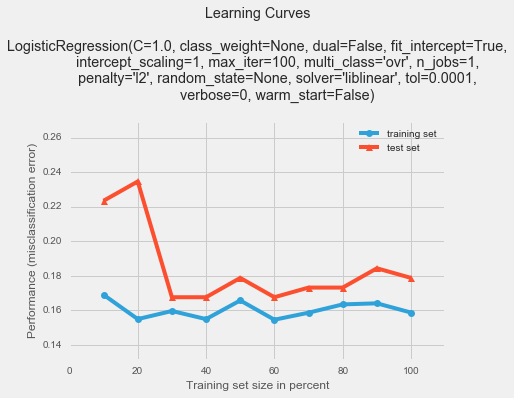 Learning Curves
LogisticRegression(C=1.0, class_weight=None, dual=False, fit_intercept=True,
intercept_scaling=1, max_iter=100, multi_class='ovr', n_jobs=1,
penalty='l2', random_state=None, solver='liblinear', tol=0.0001,
verbose=0, warm_start=False)
training set
test set
Performance (misclassification error)
0.26
0.24
0.22
0.20
0.18
0.16
0.14
0 20 40 60 80 100
Training set size in percent